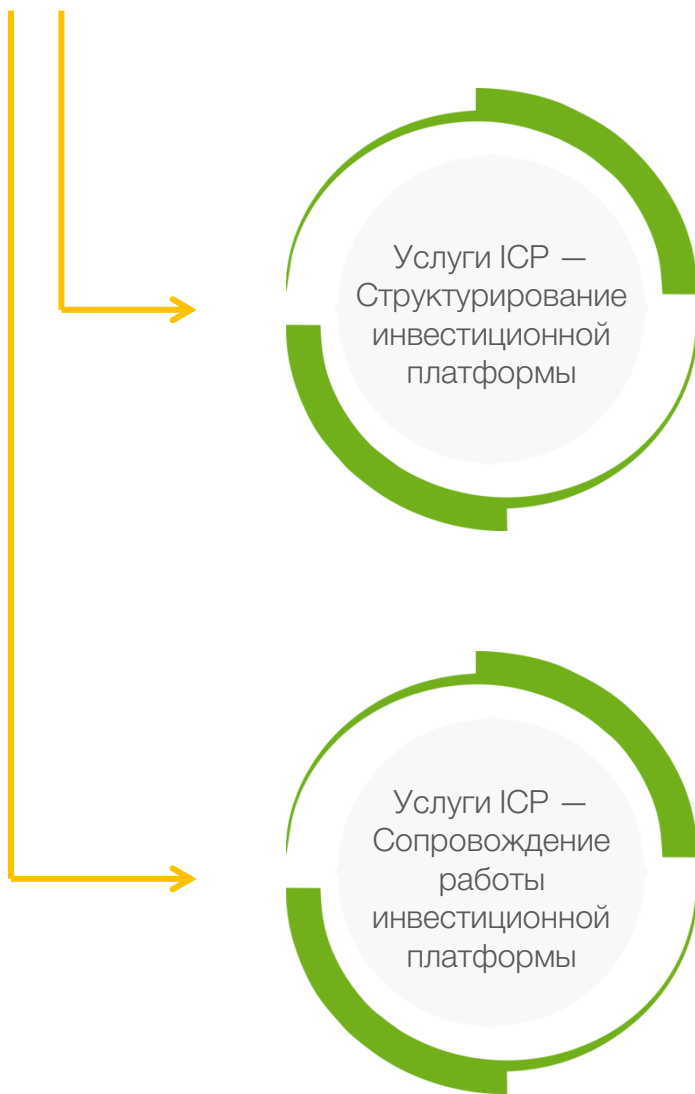 Услуги ICP —
Структурирование
инвестиционной
платформы
Услуги ICP —
Сопровождение
работы
инвестиционной
платформы